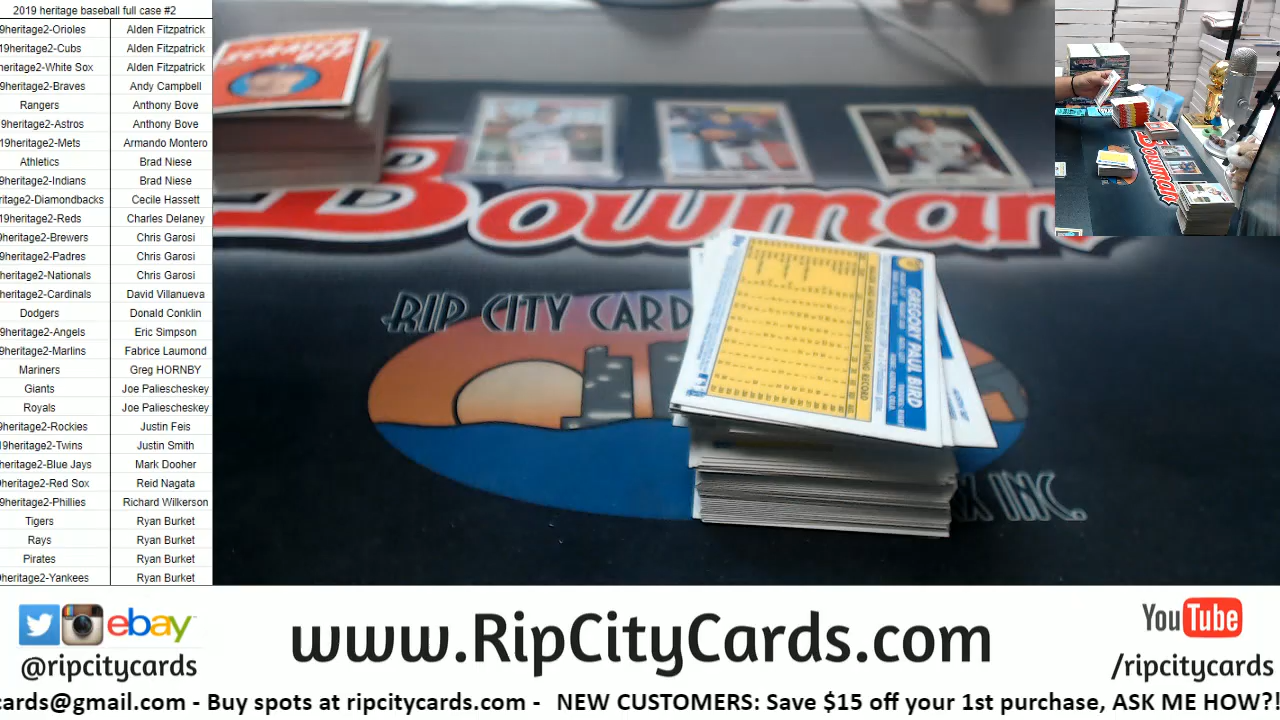 2019 heritage baseball full case #2
9heritage2-Orioles Alden Fitzpatrick
19heritage2-Cubs Alden Fitzpatrick
heritage2-White Sox Alden Fitzpatrick
9heritage2-Braves Andy Campbell
Rangers Anthony Bove
9heritage2-Astros Anthony Bove
19heritage2-Mets Armando Montero
Athletics Brad Niese
9heritage2-Indians Brad Niese
ritage2-Diamondbacks Cecile Hassett
19heritage2-Reds Charles Delaney
9heritage2-Brewers Chris Garosi
9heritage2-Padres Chris Garosi
heritage2-Nationals Chris Garosi
heritage2-Cardinals David Villanueva
Dodgers Donald Conklin
9heritage2-Angels Eric Simpson
9heritage2-Marlins Fabrice Laumond
Mariners Greg HORNBY
Giants Joe Paliescheskey
Royals Joe Paliescheskey
9heritage2-Rockies Justin Feis
19heritage2-Twins Justin Smith
heritage2-Blue Jays Mark Dooher
heritage2-Red Sox Reid Nagata
9heritage2-Phillies Richard Wilkerson
Tigers Ryan Burket
Rays Ryan Burket
Pirates Ryan Burket
9heritage2-Yankees Ryan Burket
Bowman
RIP CITY CARD
INC.
GREGORY PAUL BIRD
Bowman
ebay
@ripcitycards
www.RipCityCards.com
YouTube
/ripcitycards
cards@gmail.com - Buy spots at ripcitycards.com - NEW CUSTOMERS: Save $15 off your 1st purchase, ASK ME HOW?!